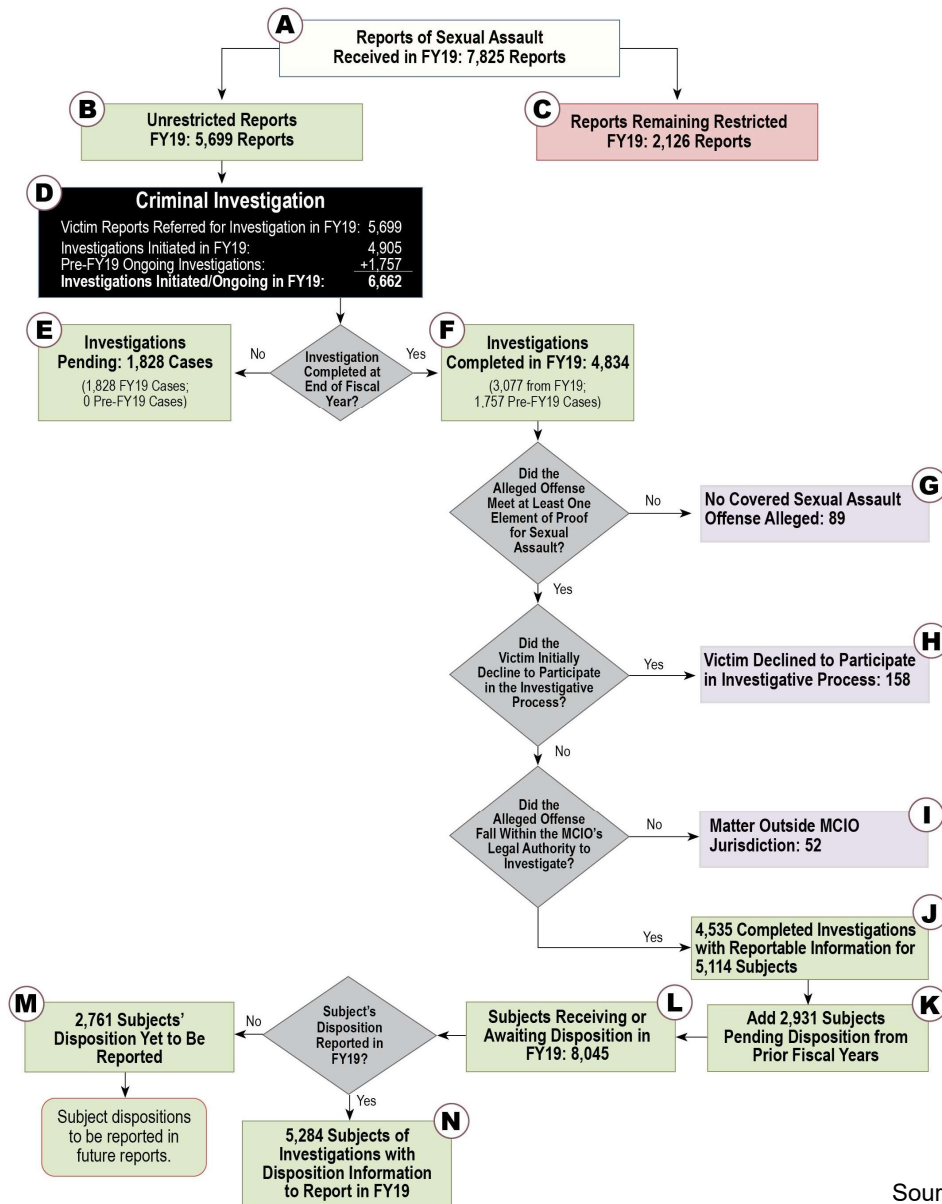 A
Reports of Sexual Assault
Received in FY19: 7,825 Reports
B
Unrestricted Reports
FY19: 5,699 Reports
C
Reports Remaining Restricted
FY19: 2,126 Reports
D
Criminal Investigation
Victim Reports Referred for Investigation in FY19: 5,699
Investigations Initiated in FY19: 4,905
Pre-FY19 Ongoing Investigations: +1,757
Investigations Initiated/Ongoing in FY19: 6,662
E
Investigations
Pending: 1,828 Cases
(1,828 FY19 Cases;
0 Pre-FY19 Cases)
No
Investigation
Completed at
End of Fiscal
Year?
Yes
F
Investigations
Completed in FY19: 4,834
(3,077 from FY19;
1,757 Pre-FY19 Cases)
Did the
Alleged Offense
Meet at Least One
Element of Proof
for Sexual
Assault?
No
G
No Covered Sexual Assault
Offense Alleged: 89
Yes
Did the
Victim Initially
Decline to Participate
in the Investigative
Process?
Yes
H
Victim Declined to Participate
in Investigative Process: 158
No
Did the
Alleged Offense
Fall Within the MCIO's
Legal Authority to
Investigate?
No
I
Matter Outside MCIO
Jurisdiction: 52
Yes
J
4,535 Completed Investigations
with Reportable Information for
5,114 Subjects
K
Add 2,931 Subjects
Pending Disposition from
Prior Fiscal Years
L
Subjects Receiving or
Awaiting Disposition in
FY19: 8,045
Subject's
Disposition
Reported in
FY19?
No
M
2,761 Subjects'
Disposition Yet to Be
Reported
Subject dispositions
to be reported in
future reports.
Yes
N
5,284 Subjects of
Investigations with
Disposition Information
to Report in FY19